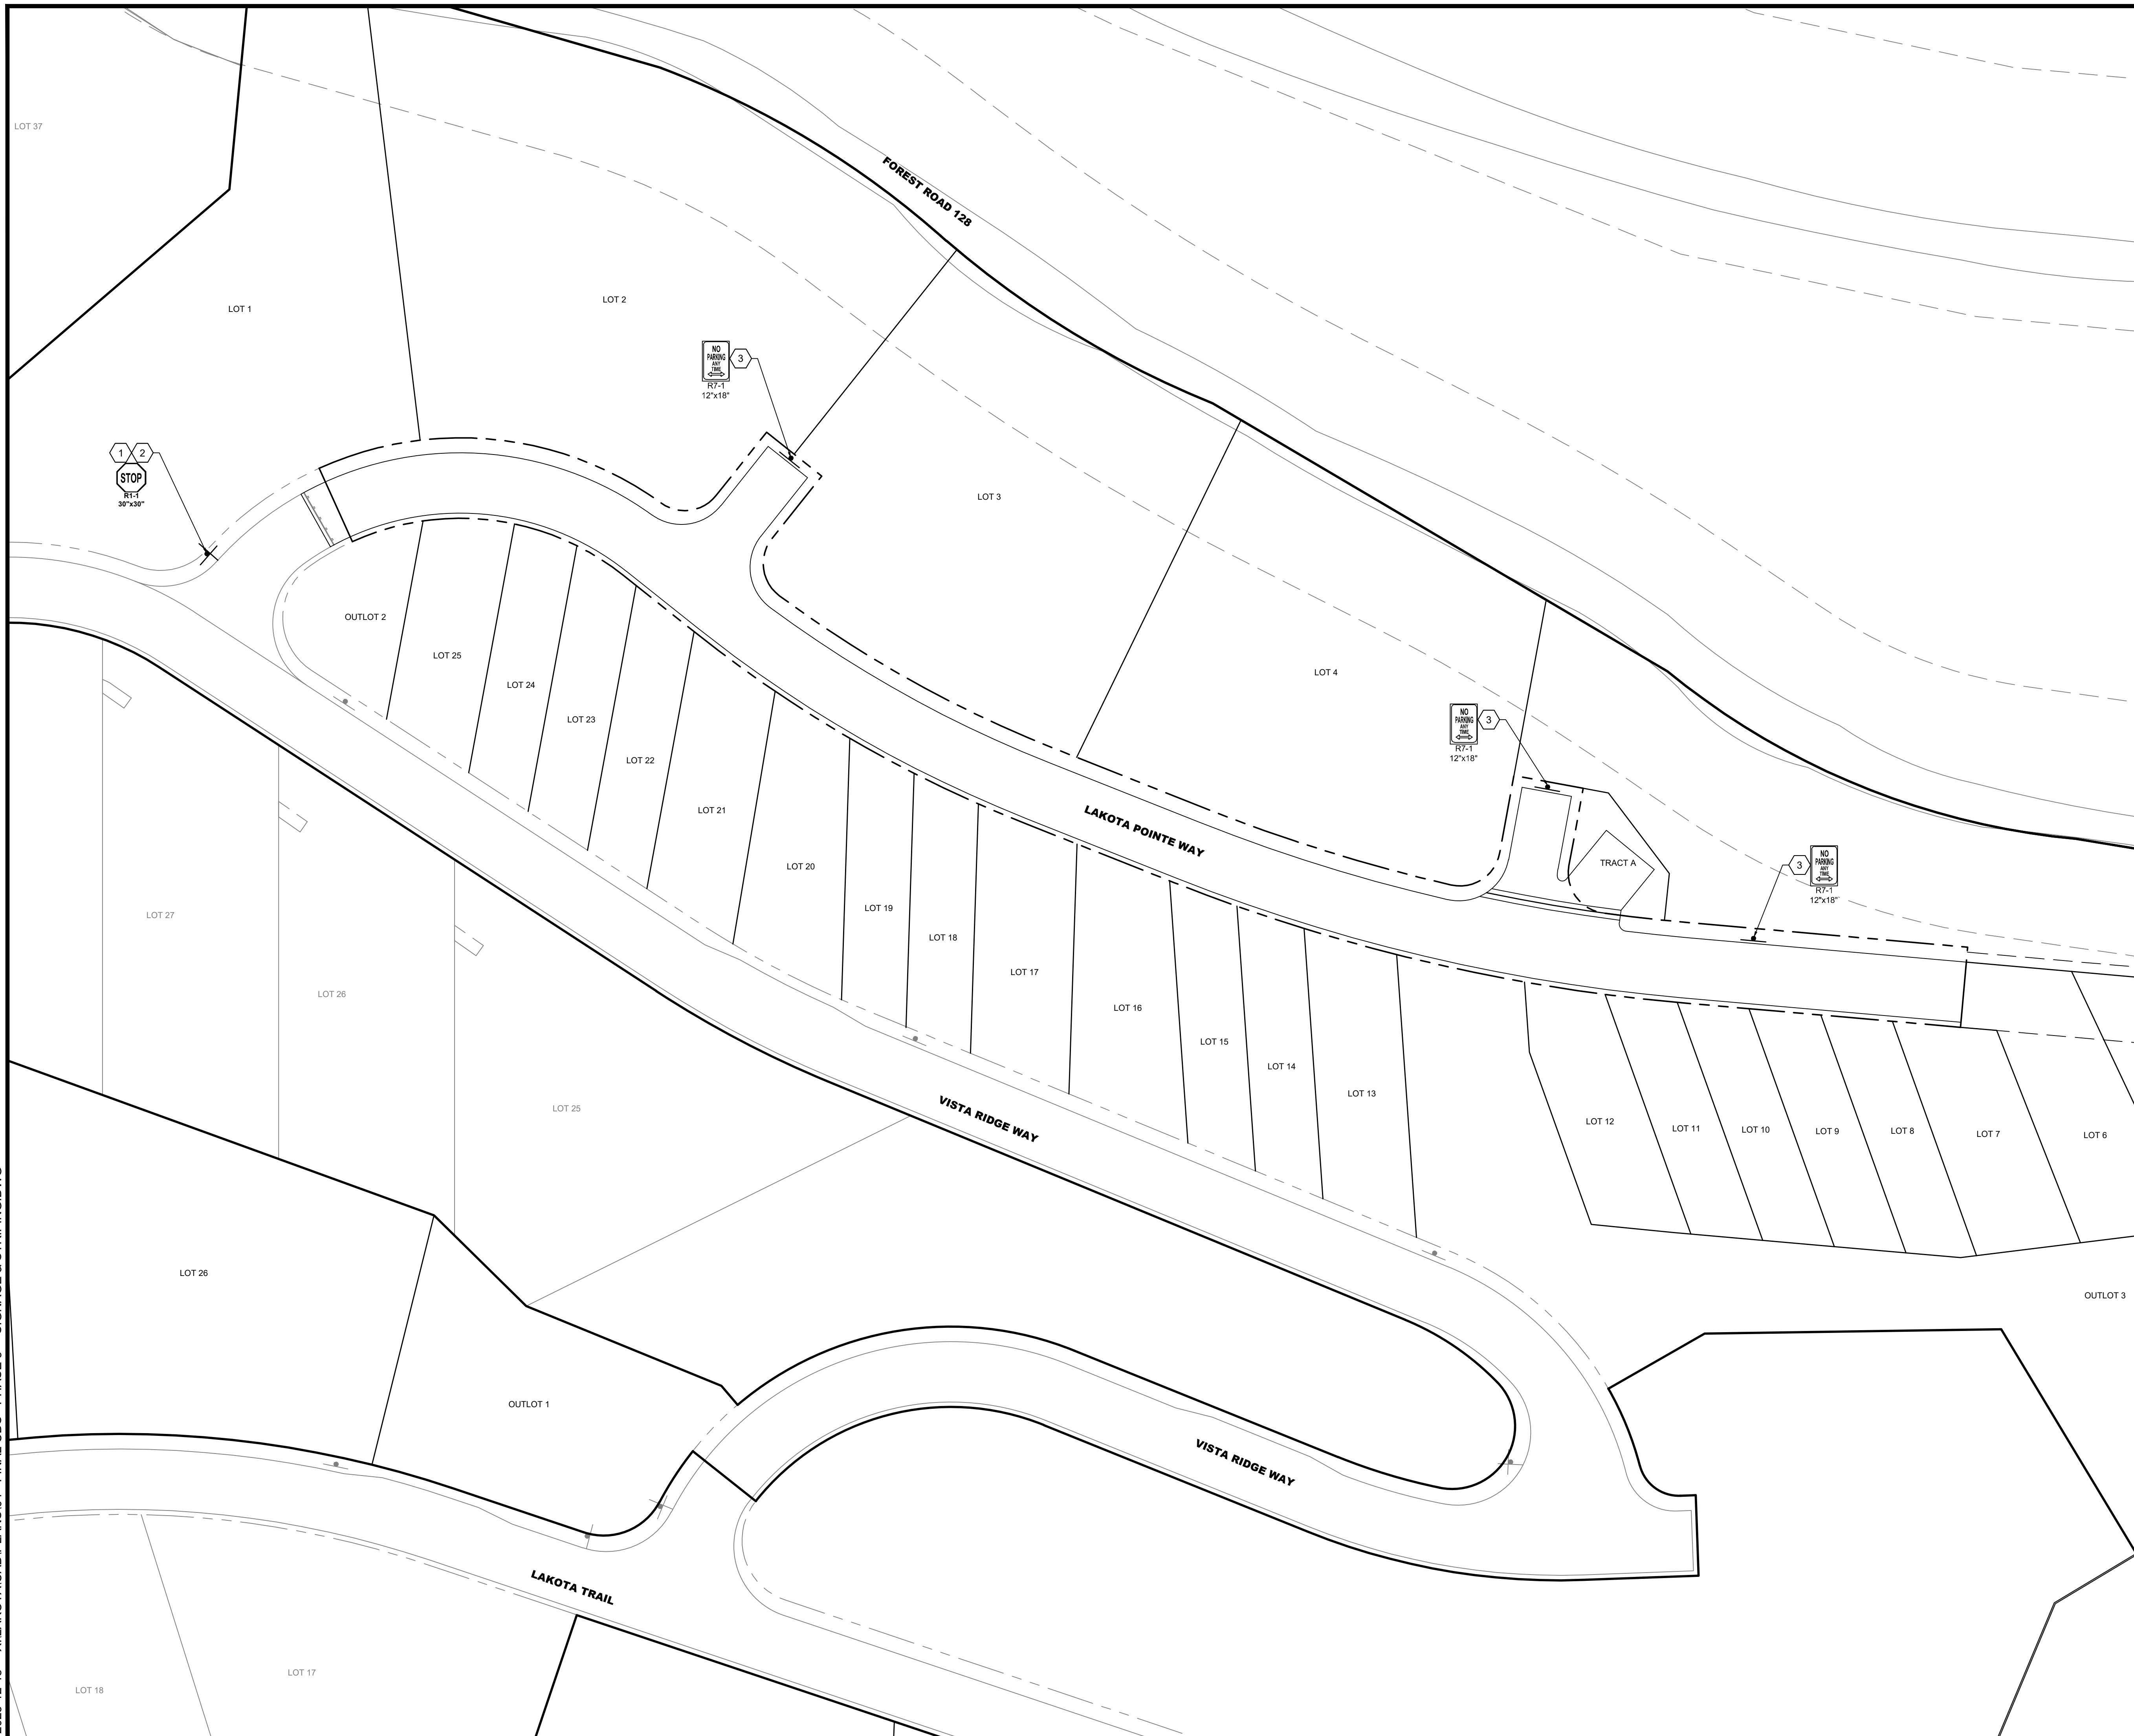 LOT 37
FOREST ROAD 128
LOT 1
LOT 2
NO
PARKING
ANY
TIME
3
R7-1
12"x18"
1
2
STOP
R1-1
30"x30"
LOT 3
OUTLOT 2
LOT 25
LOT 24
LOT 23
LOT 22
LOT 21
LOT 20
LOT 19
LOT 18
LOT 17
LOT 16
LOT 15
LOT 14
LOT 13
LOT 4
NO
PARKING
ANY
TIME
3
R7-1
12"x18"
LAKOTA POINTE WAY
TRACT A
3
NO
PARKING
ANY
TIME
R7-1
12"x18"
LOT 12
LOT 11
LOT 10
LOT 9
LOT 8
LOT 7
LOT 6
LOT 27
LOT 26
LOT 25
VISTA RIDGE WAY
LOT 26
OUTLOT 1
OUTLOT 3
VISTA RIDGE WAY
LAKOTA TRAIL
LOT 17
LOT 18